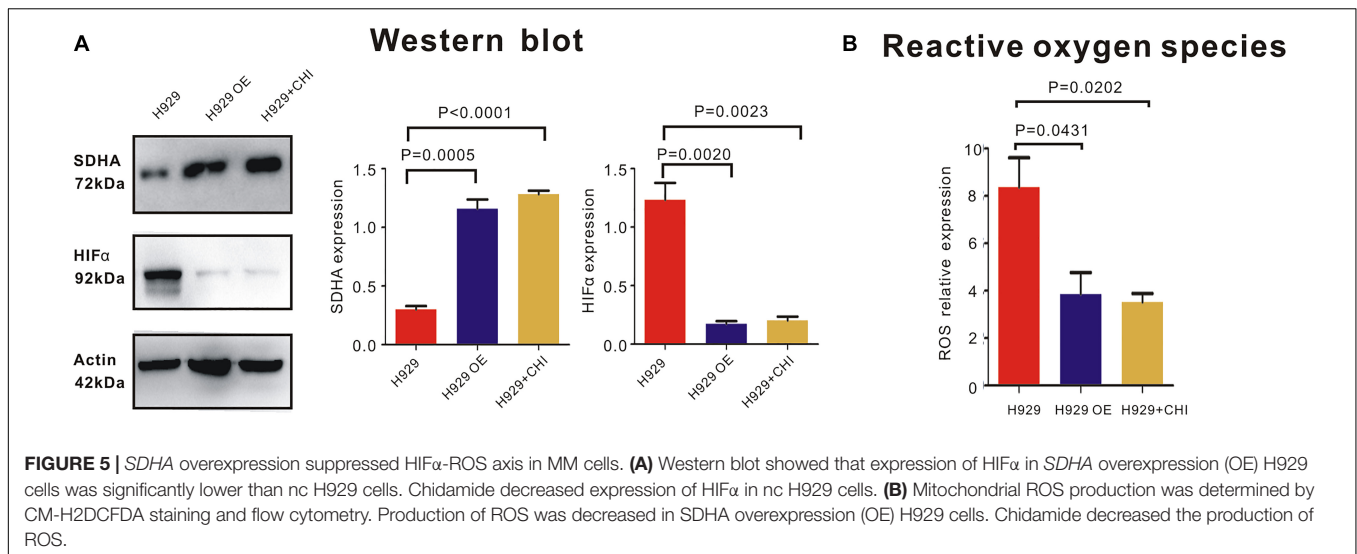 A
Western blot
H929
H929 OE
H929+CHI
SDHA
72kDa
HIFα
92kDa
Actin
42kDa
P<0.0001
P=0.0005
SDHA expression
1.5
1.0
0.5
0.0
H929
H929 OE
H929+CHI
P=0.0023
P=0.0020
HIFα expression
1.5
1.0
0.5
0.0
H929
H929 OE
H929+CHI
B
Reactive oxygen species
P=0.0202
P=0.0431
ROS relative expression
10
8
6
4
2
0
H929
H929 OE
H929+CHI
FIGURE 5 | SDHA overexpression suppressed HIFα-ROS axis in MM cells. (A) Western blot showed that expression of HIFα in SDHA overexpression (OE) H929
cells was significantly lower than nc H929 cells. Chidamide decreased expression of HIFα in nc H929 cells. (B) Mitochondrial ROS production was determined by
CM-H2DCFDA staining and flow cytometry. Production of ROS was decreased in SDHA overexpression (OE) H929 cells. Chidamide decreased the production of
ROS.